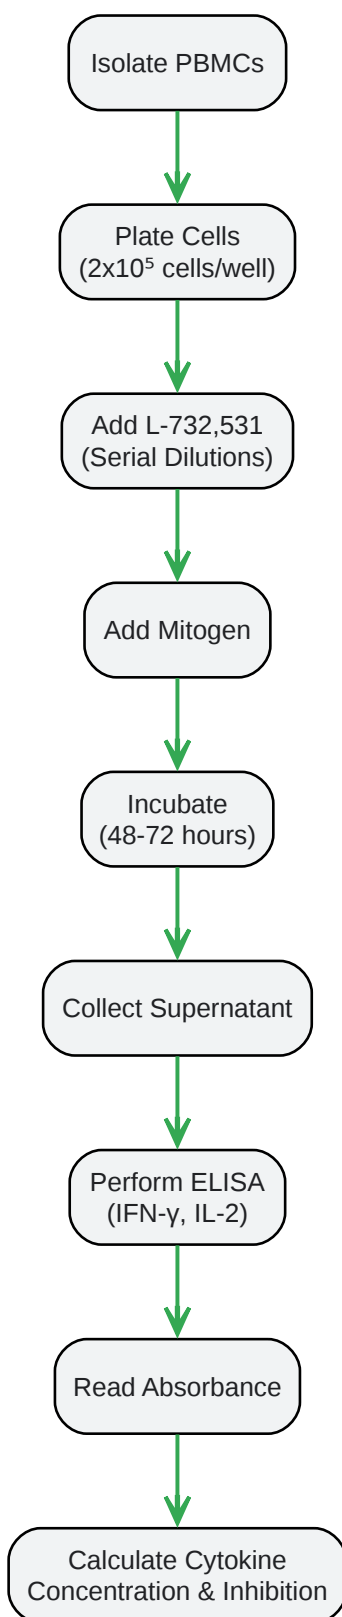 Isolate PBMCs
Plate Cells
(2x10⁵ cells/well)
Add L-732,531
(Serial Dilutions)
Add Mitogen
Incubate
(48-72 hours)
Collect Supernatant
Perform ELISA
(IFN-γ, IL-2)
Read Absorbance
Calculate Cytokine
Concentration & Inhibition